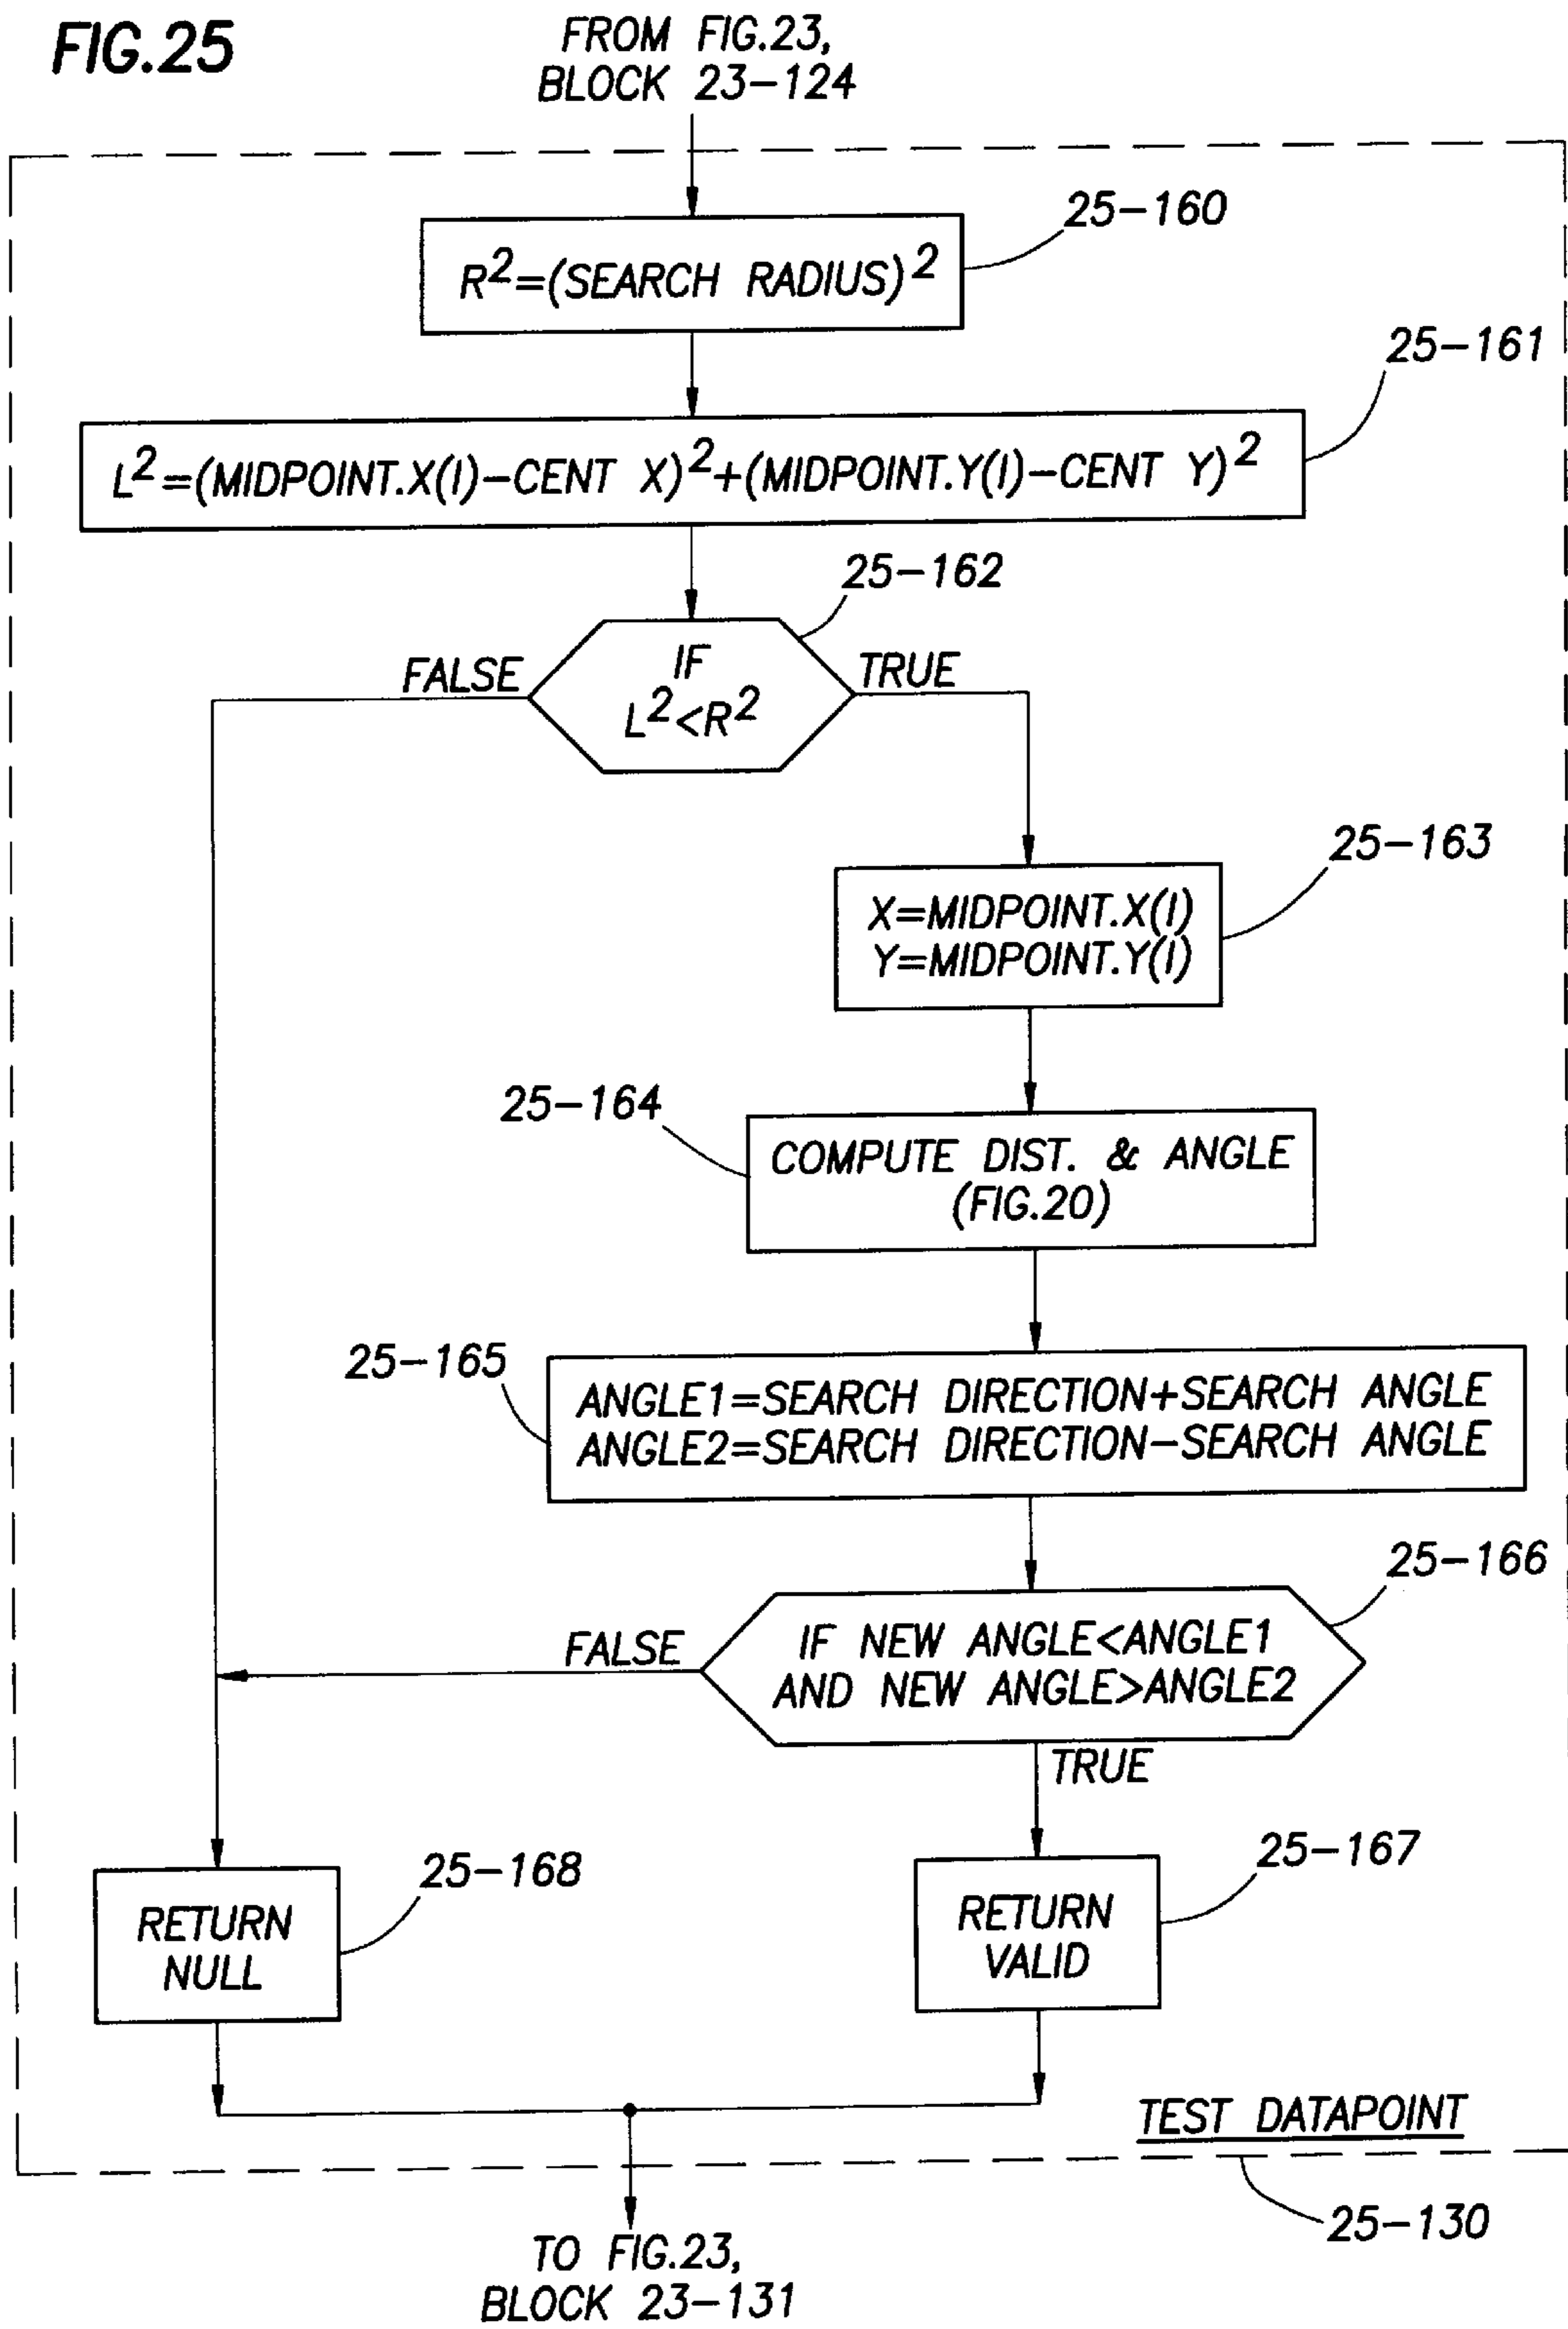 FIG.25
FROM FIG.23,
BLOCK 23-124
25-160
R²=(SEARCH RADIUS)²
25-161
L²=(MIDPOINT.X(I)-CENT X)²+(MIDPOINT.Y(I)-CENT Y)²
25-162
FALSE
IF
L²<R²
TRUE
25-163
X=MIDPOINT.X(I)
Y=MIDPOINT.Y(I)
25-164
COMPUTE DIST. & ANGLE
(FIG.20)
25-165
ANGLE1=SEARCH DIRECTION+SEARCH ANGLE
ANGLE2=SEARCH DIRECTION-SEARCH ANGLE
25-166
FALSE
IF NEW ANGLE<ANGLE1
AND NEW ANGLE>ANGLE2
TRUE
25-168
RETURN
NULL
25-167
RETURN
VALID
TEST DATAPOINT
25-130
TO FIG.23,
BLOCK 23-131